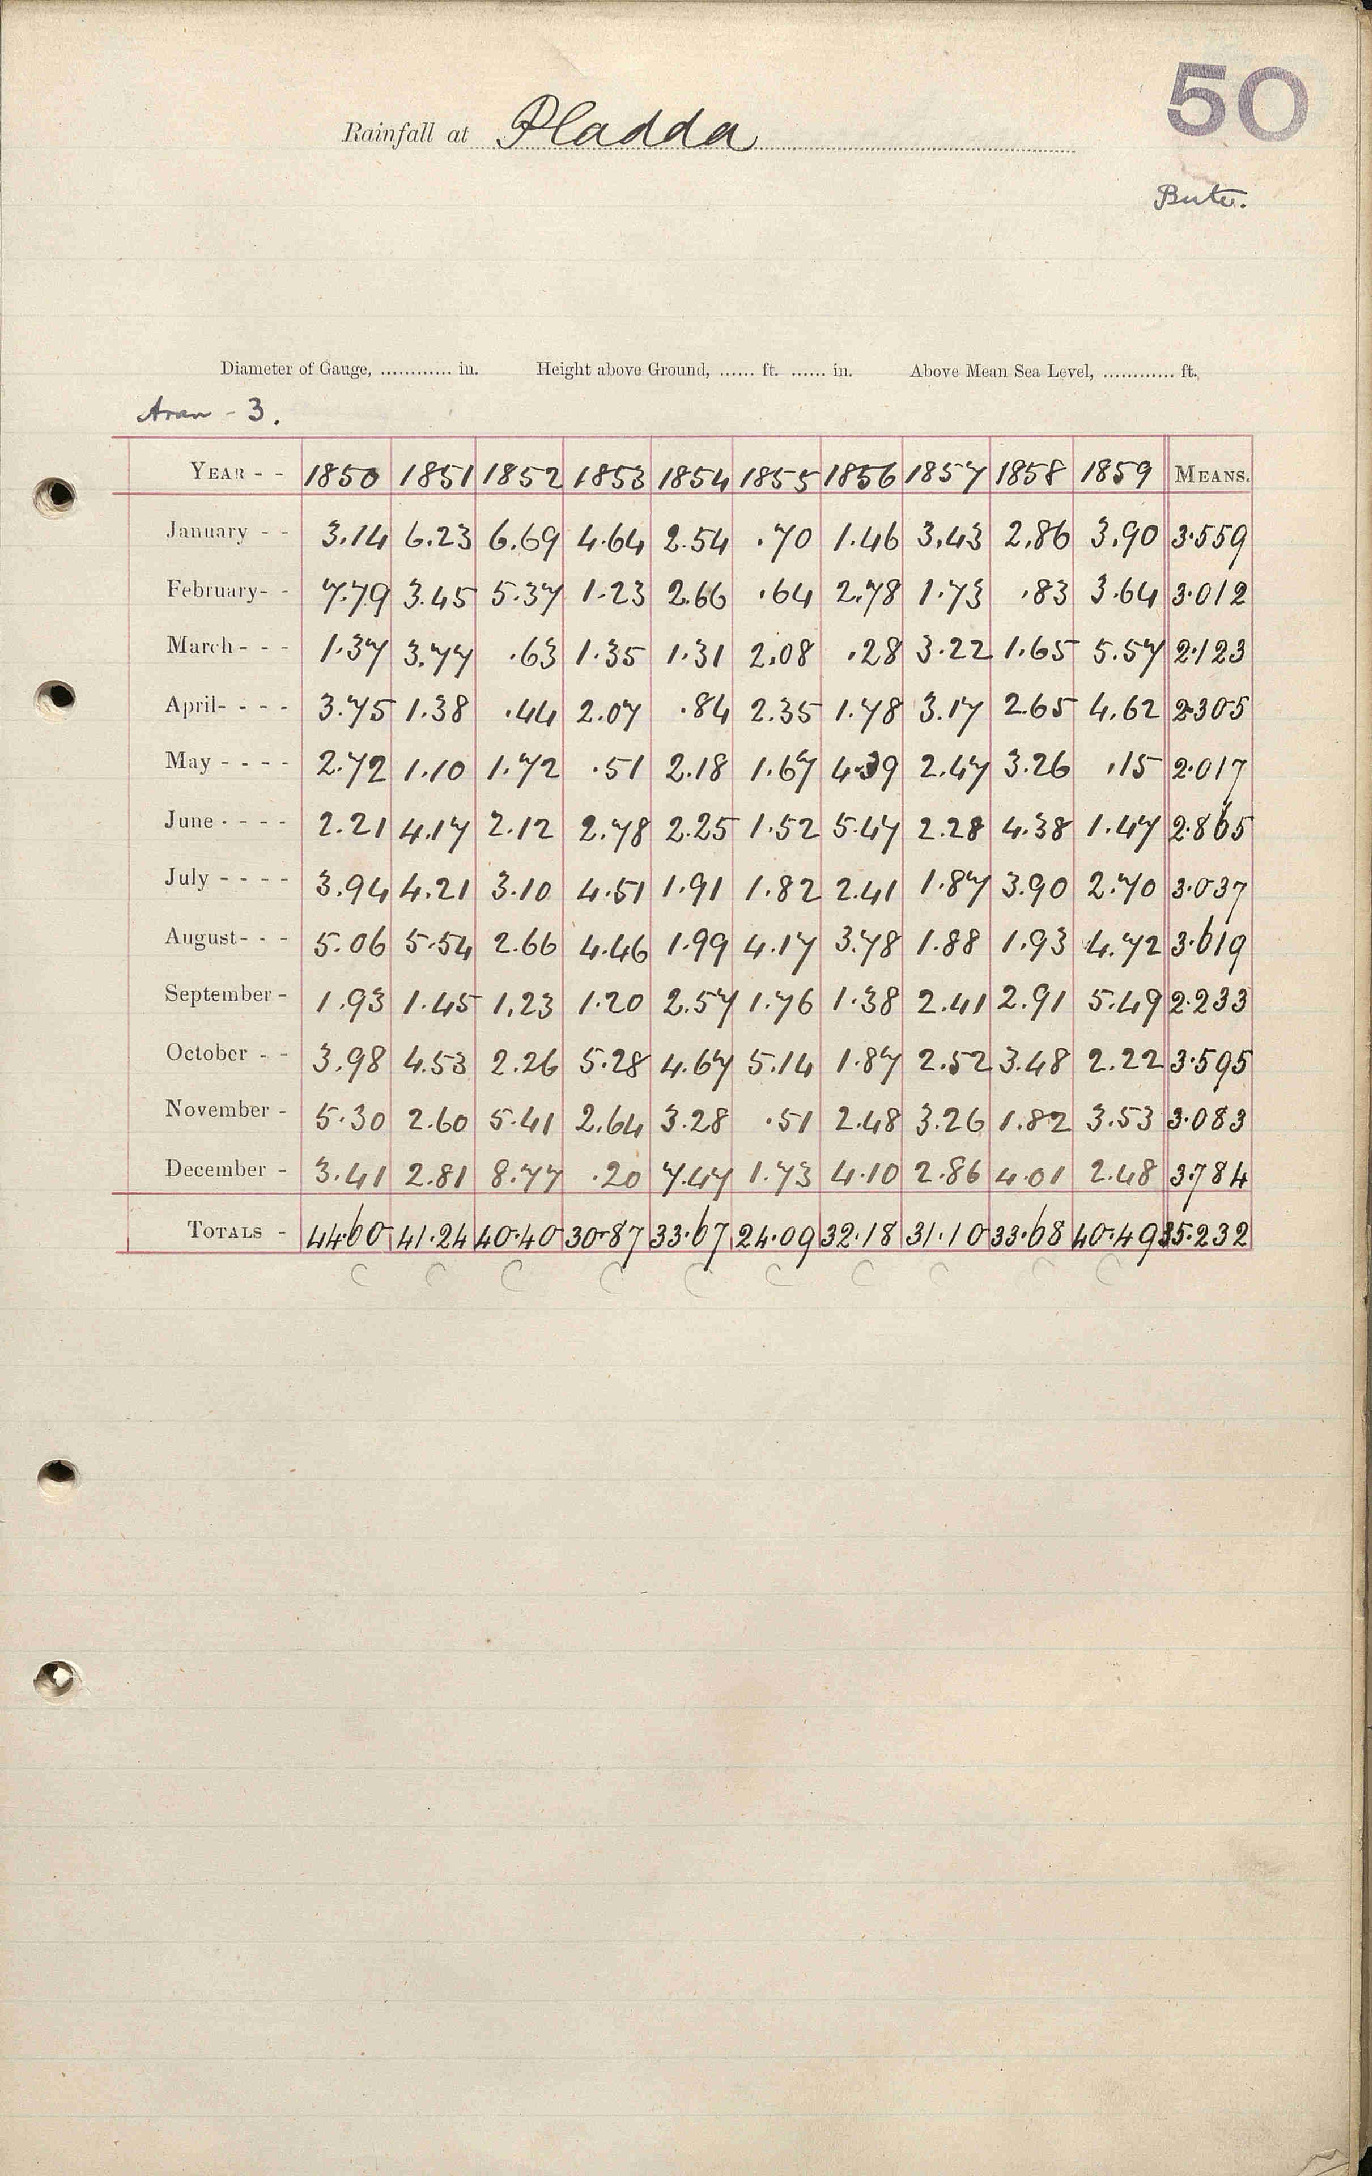 50
Rainfall at Pladda
Bute.
Diameter of Gauge, ............ in. Height above Ground, ...... ft. ...... in. Above Mean Sea Level, ............ ft.
Aran - 3.
YEAR - - 1850 1851 1852 1853 1854 1855 1856 1857 1858 1859 MEANS.
January - - 3.14 6.23 6.69 4.64 2.54 .70 1.46 3.43 2.86 3.90 3.559
February- - 7.79 3.45 5.37 1.23 2.66 .64 2.78 1.73 .83 3.64 3.012
March - - - 1.37 3.77 .63 1.35 1.31 2.08 .28 3.22 1.65 5.57 2.123
April- - - - 3.75 1.38 .44 2.07 .84 2.35 1.78 3.17 2.65 4.62 2.305
May - - - - 2.72 1.10 1.72 .51 2.18 1.67 4.39 2.47 3.26 .15 2.017
June - - - - 2.21 4.17 2.12 2.78 2.25 1.52 5.47 2.28 4.38 1.47 2.865
July - - - - 3.94 4.21 3.10 4.51 1.91 1.82 2.41 1.87 3.90 2.70 3.037
August- - - 5.06 5.54 2.66 4.46 1.99 4.17 3.78 1.88 1.93 4.72 3.619
September - 1.93 1.45 1.23 1.20 2.57 1.76 1.38 2.41 2.91 5.49 2.233
October - - 3.98 4.53 2.26 5.28 4.67 5.14 1.87 2.52 3.48 2.22 3.595
November - 5.30 2.60 5.41 2.64 3.28 .51 2.48 3.26 1.82 3.53 3.083
December - 3.41 2.81 8.77 .20 7.47 1.73 4.10 2.86 4.01 2.48 3.784
TOTALS - 44.60 41.24 40.40 30.87 33.67 24.09 32.18 31.10 33.68 40.49 35.232
C C C C C C C C C C